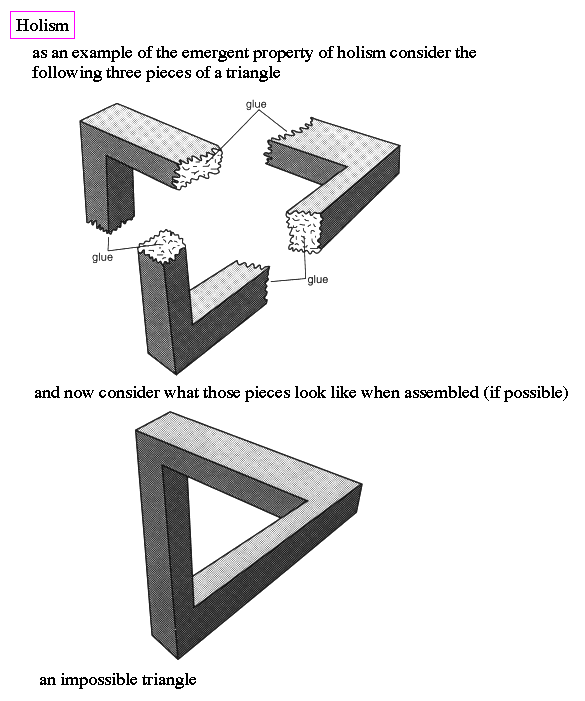 Holism
as an example of the emergent property of holism consider the
following three pieces of a triangle
glue
glue
glue
and now consider what those pieces look like when assembled (if possible)
an impossible triangle